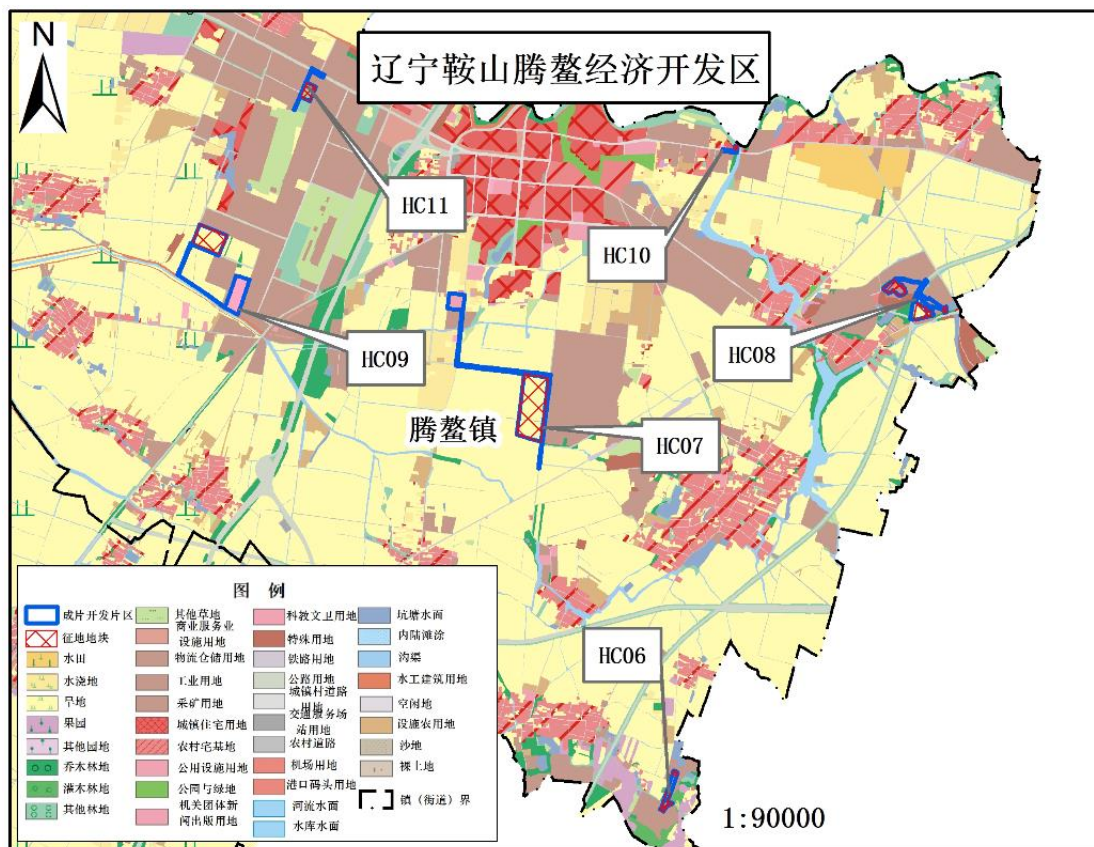 N
辽宁鞍山腾鳌经济开发区
HC11
HC10
HC09
HC08
腾鳌镇
HC07
HC06
图 例
成片开发片区
征地地块
水田
水浇地
旱地
果园
其他园地
乔木林地
灌木林地
其他林地
其他草地
商业服务业
设施用地
物流仓储用地
工业用地
采矿用地
城镇住宅用地
农村宅基地
公用设施用地
公园与绿地
机关团体新
闻出版用地
科教文卫用地
特殊用地
铁路用地
公路用地
城镇村道路
用地
交通服务场
站用地
农村道路
机场用地
港口码头用地
河流水面
水库水面
坑塘水面
内陆滩涂
沟渠
水工建筑用地
空闲地
设施农用地
沙地
裸土地
镇（街道）界
1:90000